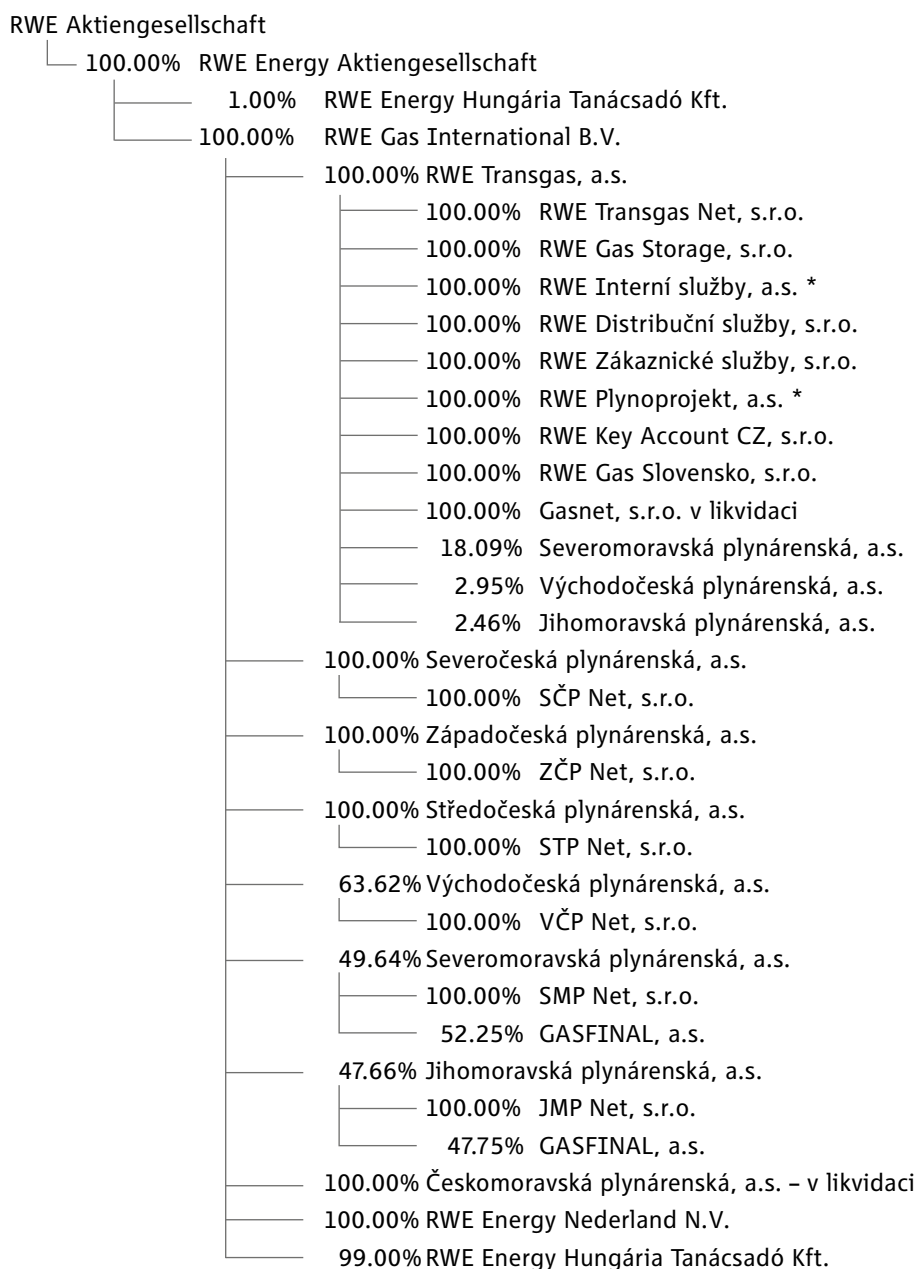 RWE Aktiengesellschaft
100.00% RWE Energy Aktiengesellschaft
1.00% RWE Energy Hungária Tanácsadó Kft.
100.00% RWE Gas International B.V.
100.00% RWE Transgas, a.s.
100.00% RWE Transgas Net, s.r.o.
100.00% RWE Gas Storage, s.r.o.
100.00% RWE Interní služby, a.s. *
100.00% RWE Distribuční služby, s.r.o.
100.00% RWE Zákaznické služby, s.r.o.
100.00% RWE Plynoprojekt, a.s. *
100.00% RWE Key Account CZ, s.r.o.
100.00% RWE Gas Slovensko, s.r.o.
100.00% Gasnet, s.r.o. v likvidaci
18.09% Severomoravská plynárenská, a.s.
2.95% Východočeská plynárenská, a.s.
2.46% Jihomoravská plynárenská, a.s.
100.00% Severočeská plynárenská, a.s.
100.00% SČP Net, s.r.o.
100.00% Západočeská plynárenská, a.s.
100.00% ZČP Net, s.r.o.
100.00% Středočeská plynárenská, a.s.
100.00% STP Net, s.r.o.
63.62% Východočeská plynárenská, a.s.
100.00% VČP Net, s.r.o.
49.64% Severomoravská plynárenská, a.s.
100.00% SMP Net, s.r.o.
52.25% GASFINAL, a.s.
47.66% Jihomoravská plynárenská, a.s.
100.00% JMP Net, s.r.o.
47.75% GASFINAL, a.s.
100.00% Českomoravská plynárenská, a.s. – v likvidaci
100.00% RWE Energy Nederland N.V.
99.00% RWE Energy Hungária Tanácsadó Kft.